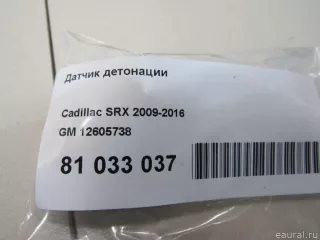 Датчик детонации
Cadillac SRX 2009-2016
GM 12605738
81 033 037
eaural.ru